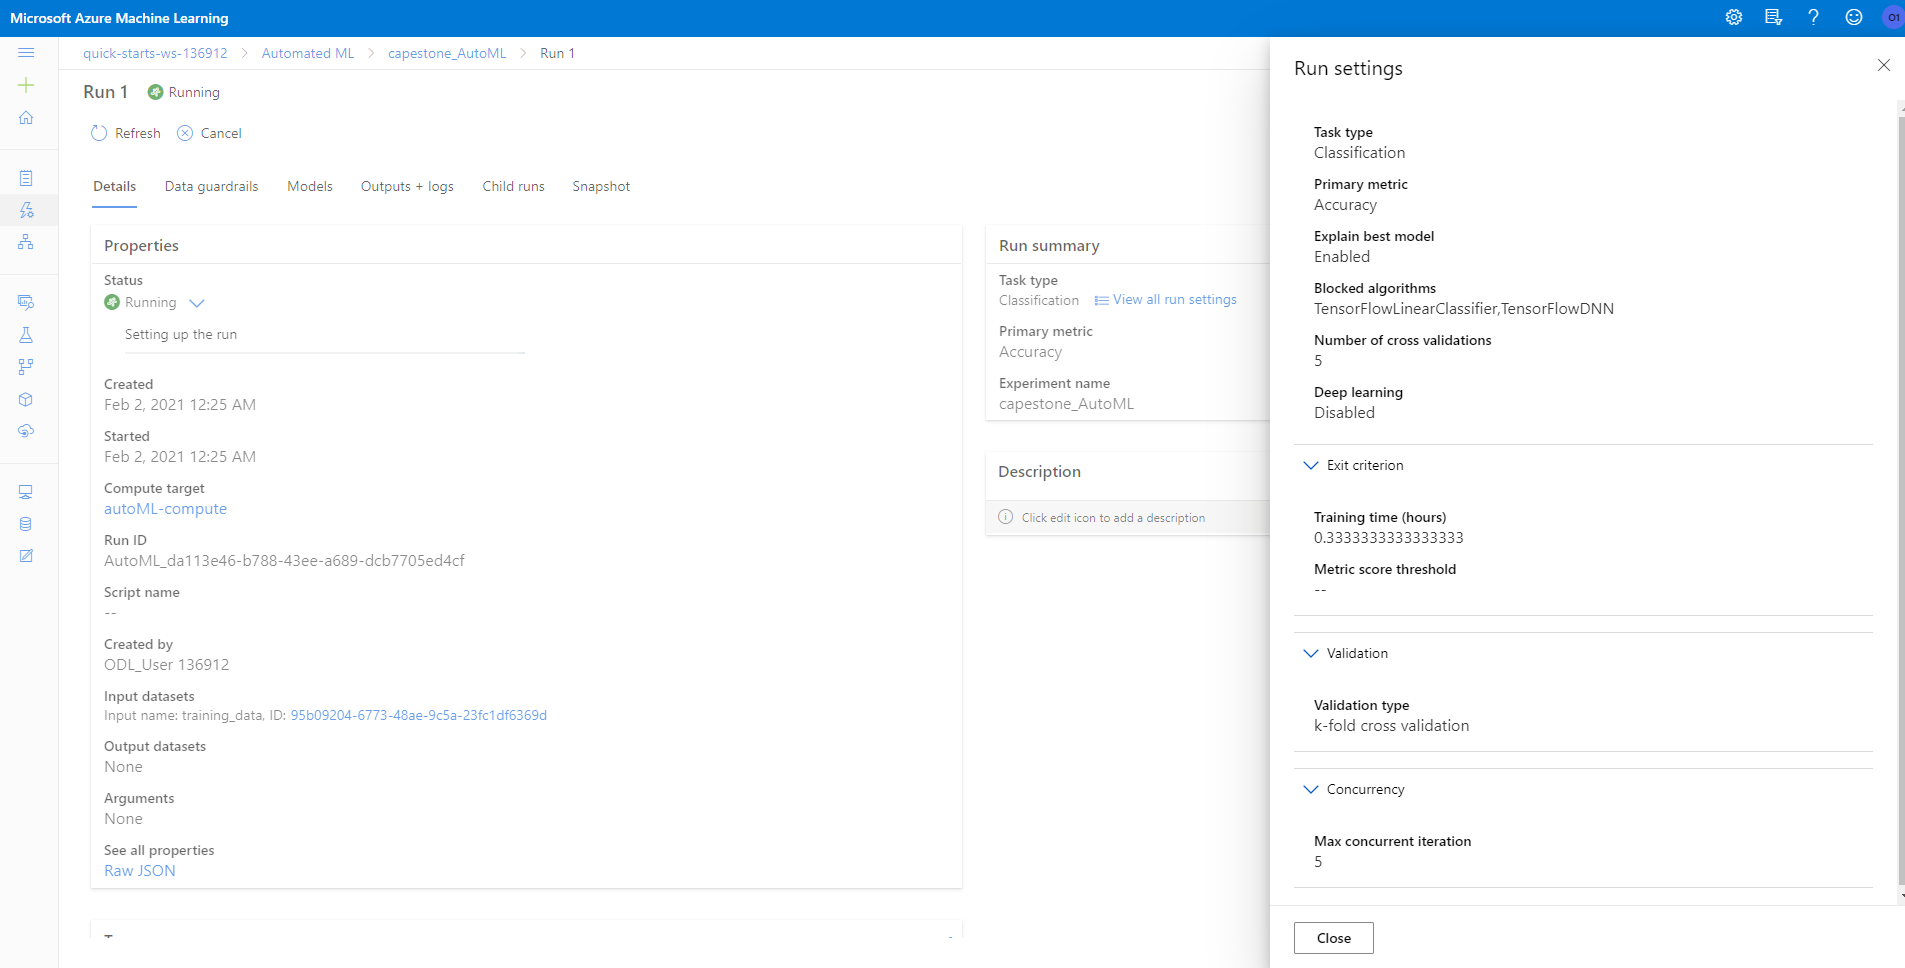 Microsoft Azure Machine Learning
O1
quick-starts-ws-136912 > Automated ML > capestone_AutoML > Run 1
Run 1 Running
Refresh Cancel
Details Data guardrails Models Outputs + logs Child runs Snapshot
Properties
Status
Running
Setting up the run
Created
Feb 2, 2021 12:25 AM
Started
Feb 2, 2021 12:25 AM
Compute target
autoML-compute
Run ID
AutoML_da113e46-b788-43ee-a689-dcb7705ed4cf
Script name
--
Created by
ODL_User 136912
Input datasets
Input name: training_data, ID: 95b09204-6773-48ae-9c5a-23fc1df6369d
Output datasets
None
Arguments
None
See all properties
Raw JSON
Run summary
Task type
Classification View all run settings
Primary metric
Accuracy
Experiment name
capestone_AutoML
Description
Click edit icon to add a description
Run settings
Task type
Classification
Primary metric
Accuracy
Explain best model
Enabled
Blocked algorithms
TensorFlowLinearClassifier,TensorFlowDNN
Number of cross validations
5
Deep learning
Disabled
Exit criterion
Training time (hours)
0.3333333333333333
Metric score threshold
--
Validation
Validation type
k-fold cross validation
Concurrency
Max concurrent iteration
5
Close